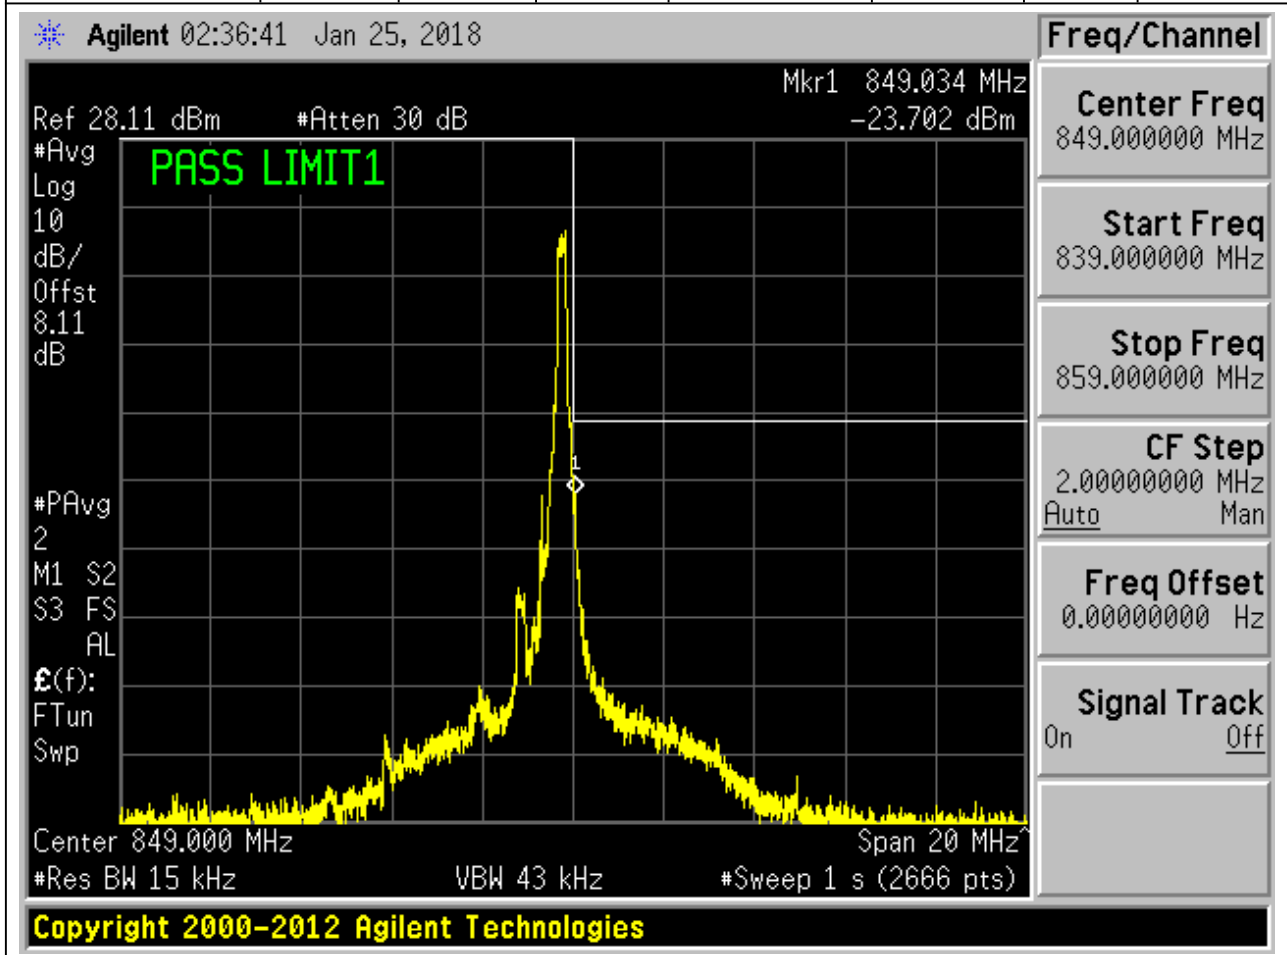 Agilent 02:36:41 Jan 25, 2018
Freq/Channel
Mkr1 849.034 MHz
Ref 28.11 dBm #Atten 30 dB -23.702 dBm
#Avg
Log
10
dB/
Offst
8.11
dB
PASS LIMIT1
1
#PAvg
2
M1 S2
S3 FS
AL
£(f):
FTun
Swp
Center 849.000 MHz Span 20 MHz^
#Res BW 15 kHz VBW 43 kHz #Sweep 1 s (2666 pts)
Center Freq
849.000000 MHz
Start Freq
839.000000 MHz
Stop Freq
859.000000 MHz
CF Step
2.00000000 MHz
Auto Man
Freq Offset
0.00000000 Hz
Signal Track
On Off
Copyright 2000-2012 Agilent Technologies